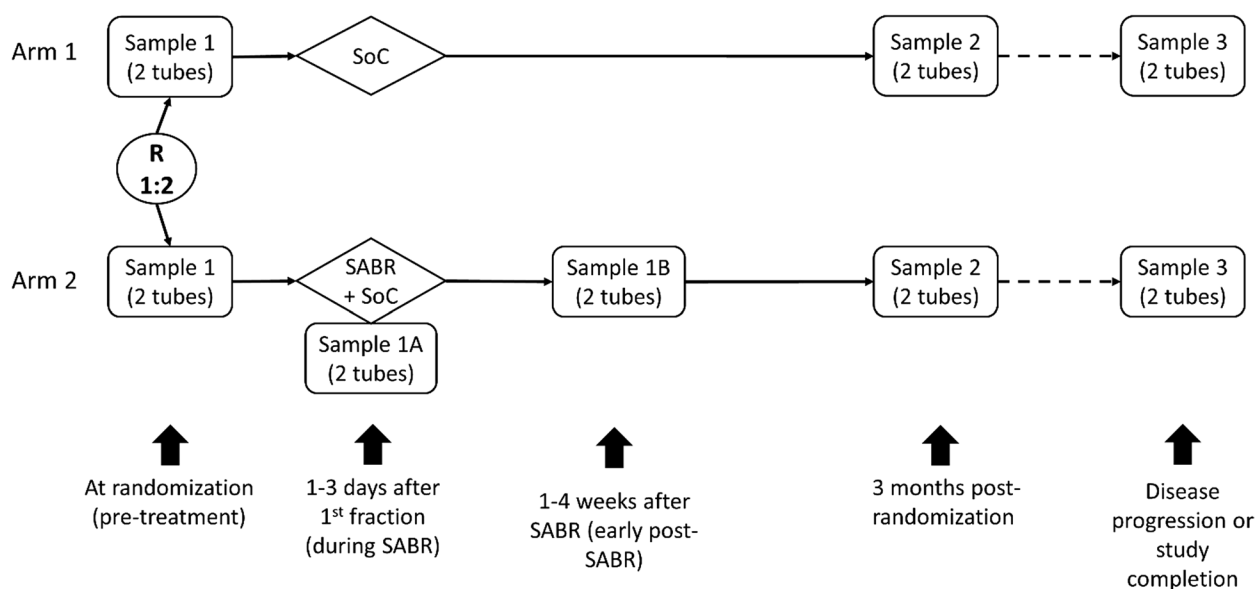 Arm 1
Sample 1
(2 tubes)
SoC
Sample 2
(2 tubes)
Sample 3
(2 tubes)
R
1:2
Arm 2
Sample 1
(2 tubes)
SABR
+ SoC
Sample 1A
(2 tubes)
Sample 1B
(2 tubes)
Sample 2
(2 tubes)
Sample 3
(2 tubes)
At randomization
(pre-treatment)
1-3 days after
1st fraction
(during SABR)
1-4 weeks after
SABR (early post-
SABR)
3 months post-
randomization
Disease
progression or
study
completion